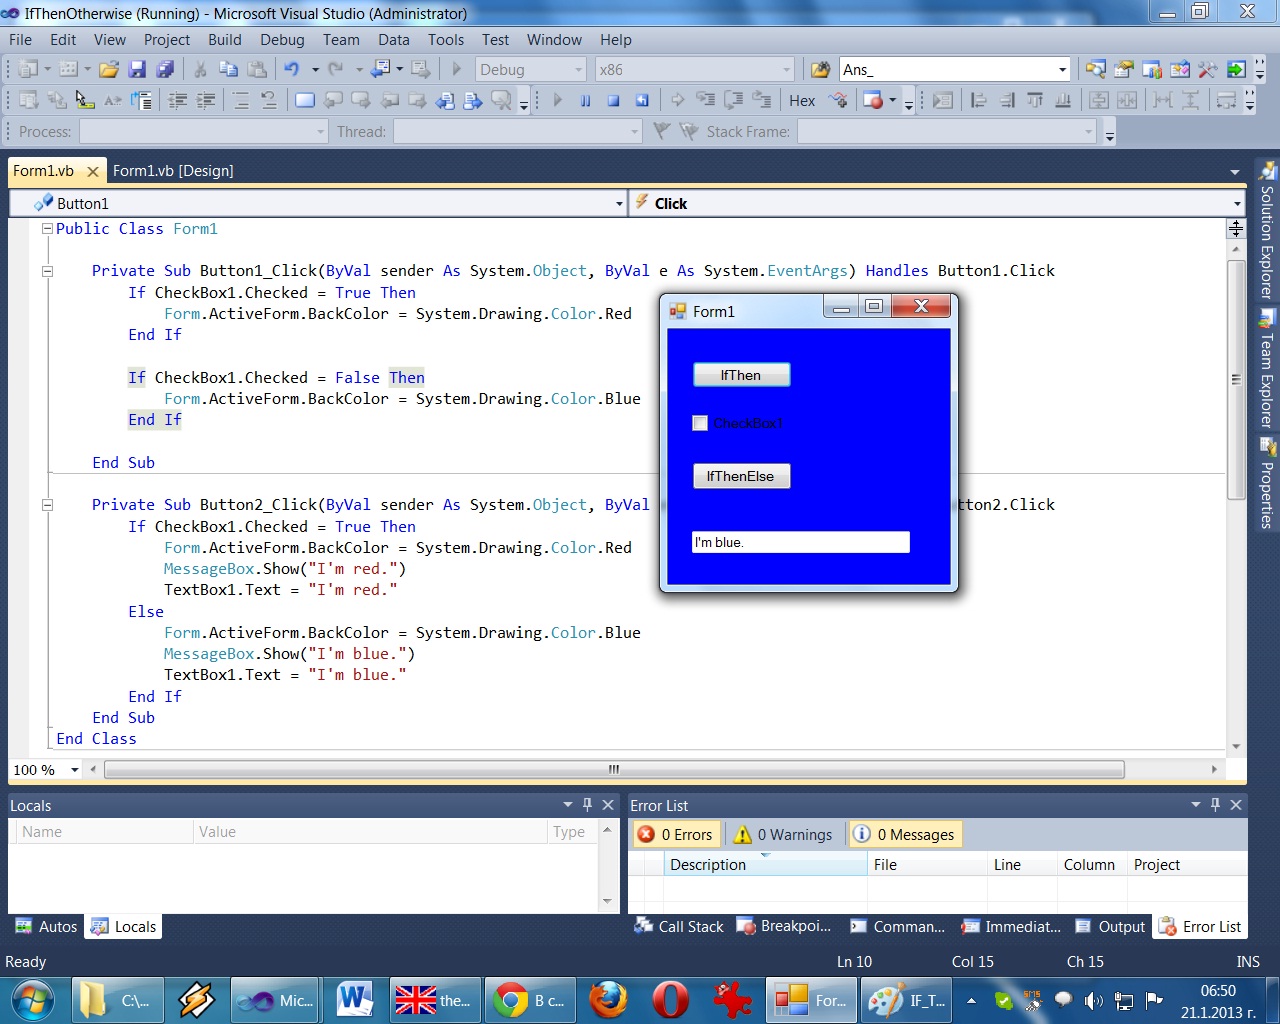 IfThenOtherwise (Running) - Microsoft Visual Studio (Administrator)
File Edit View Project Build Debug Team Data Tools Test Window Help
Debug x86 Ans_
Hex
Process: Thread: Stack Frame:
Form1.vb Form1.vb [Design]
Button1 Click
Public Class Form1
Private Sub Button1_Click(ByVal sender As System.Object, ByVal e As System.EventArgs) Handles Button1.Click
If CheckBox1.Checked = True Then
Form.ActiveForm.BackColor = System.Drawing.Color.Red
End If
If CheckBox1.Checked = False Then
Form.ActiveForm.BackColor = System.Drawing.Color.Blue
End If
End Sub
Private Sub Button2_Click(ByVal sender As System.Object, ByVal tton2.Click
If CheckBox1.Checked = True Then
Form.ActiveForm.BackColor = System.Drawing.Color.Red
MessageBox.Show("I'm red.")
TextBox1.Text = "I'm red."
Else
Form.ActiveForm.BackColor = System.Drawing.Color.Blue
MessageBox.Show("I'm blue.")
TextBox1.Text = "I'm blue."
End If
End Sub
End Class
Form1
IfThen
CheckBox1
IfThenElse
I'm blue.
Solution Explorer
Team Explorer
Properties
100 %
Locals
Name Value Type
Autos Locals
Error List
0 Errors 0 Warnings 0 Messages
Description File Line Column Project
Call Stack Breakpoi... Comman... Immediat... Output Error List
Ready Ln 10 Col 15 Ch 15 INS
C:\... Mic... the... В с... For... IF_T...
06:50
21.1.2013 г.